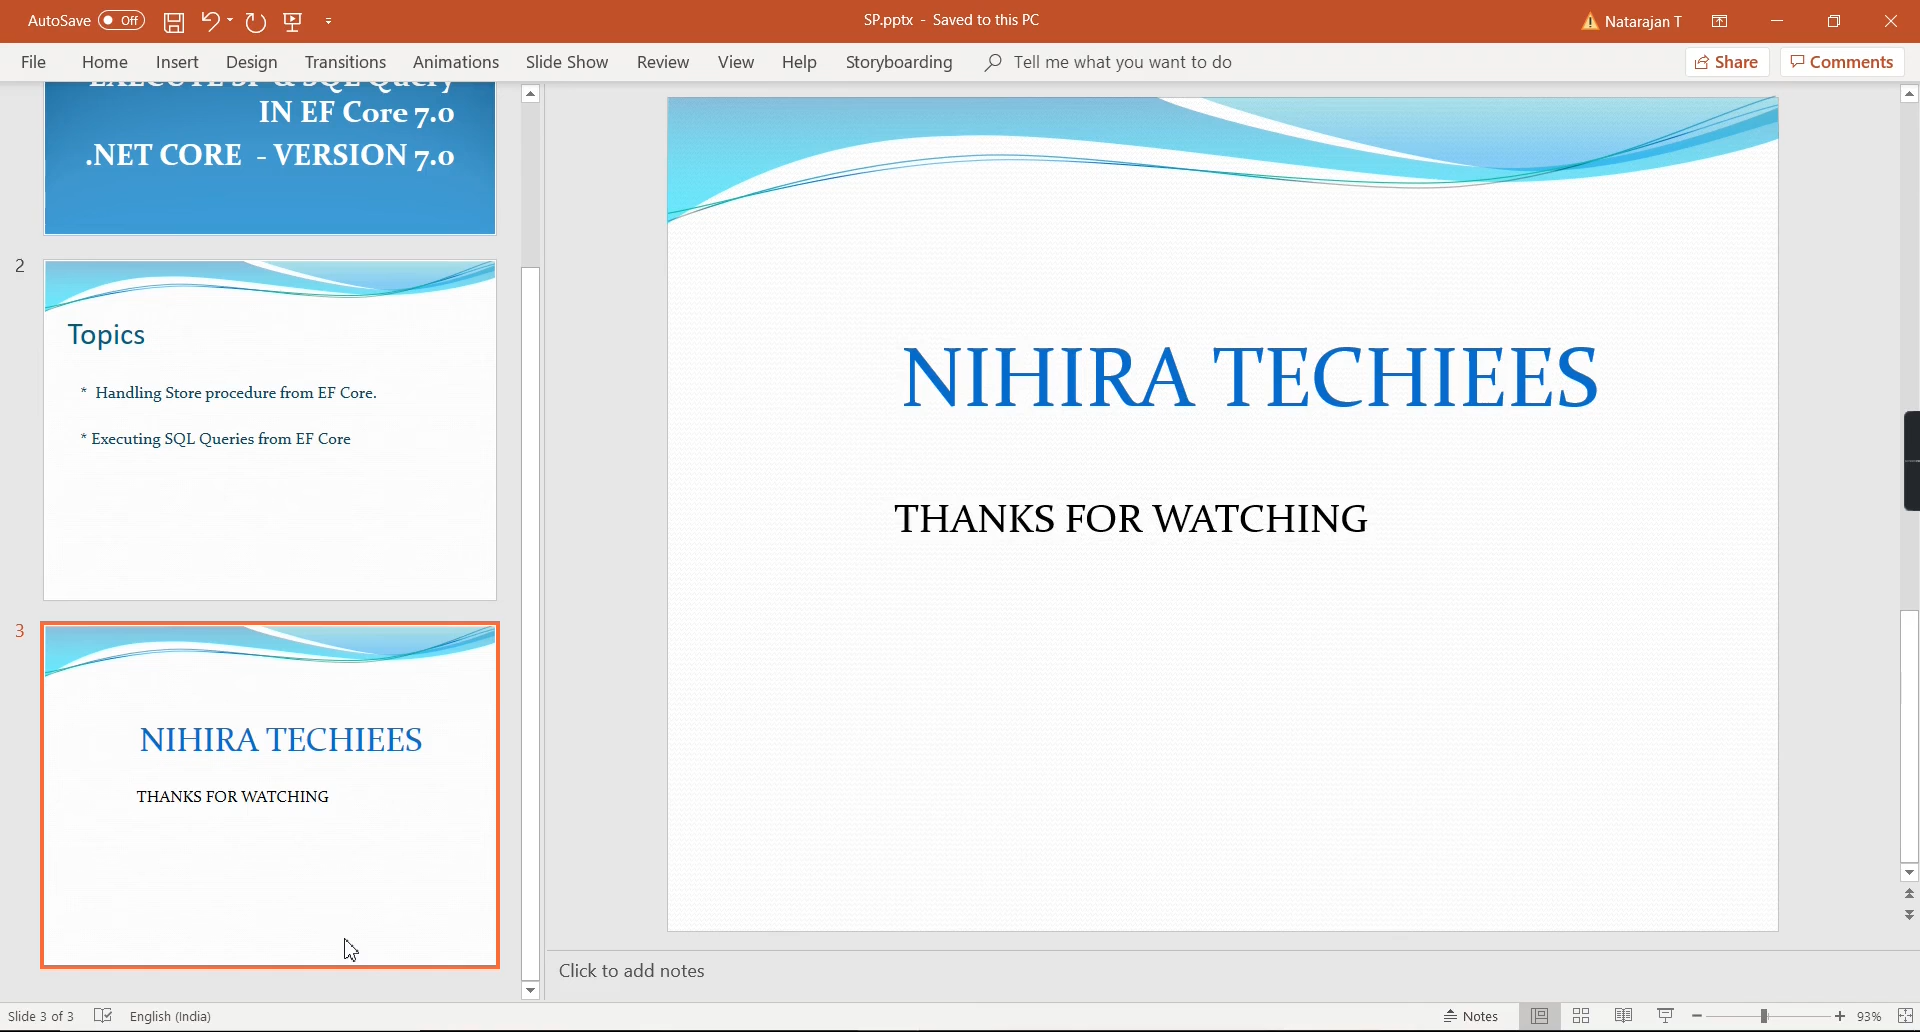 AutoSave Off
SP.pptx - Saved to this PC
Natarajan T
File Home Insert Design Transitions Animations Slide Show Review View Help Storyboarding Tell me what you want to do
Share Comments
EXECUTE SP & SQL Query
IN EF Core 7.0
.NET CORE - VERSION 7.0
2
Topics
* Handling Store procedure from EF Core.
* Executing SQL Queries from EF Core
3
NIHIRA TECHIEES
THANKS FOR WATCHING
NIHIRA TECHIEES
THANKS FOR WATCHING
Click to add notes
Slide 3 of 3 English (India)
Notes 93%